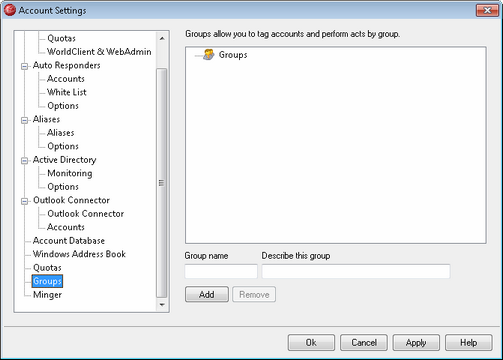 Account Settings
Groups allow you to tag accounts and perform acts by group.
Quotas
WorldClient & WebAdmin
Auto Responders
Accounts
White List
Options
Aliases
Aliases
Options
Active Directory
Monitoring
Options
Outlook Connector
Outlook Connector
Accounts
Account Database
Windows Address Book
Quotas
Groups
Minger
Groups
Group name
Describe this group
Add
Remove
Ok
Cancel
Apply
Help